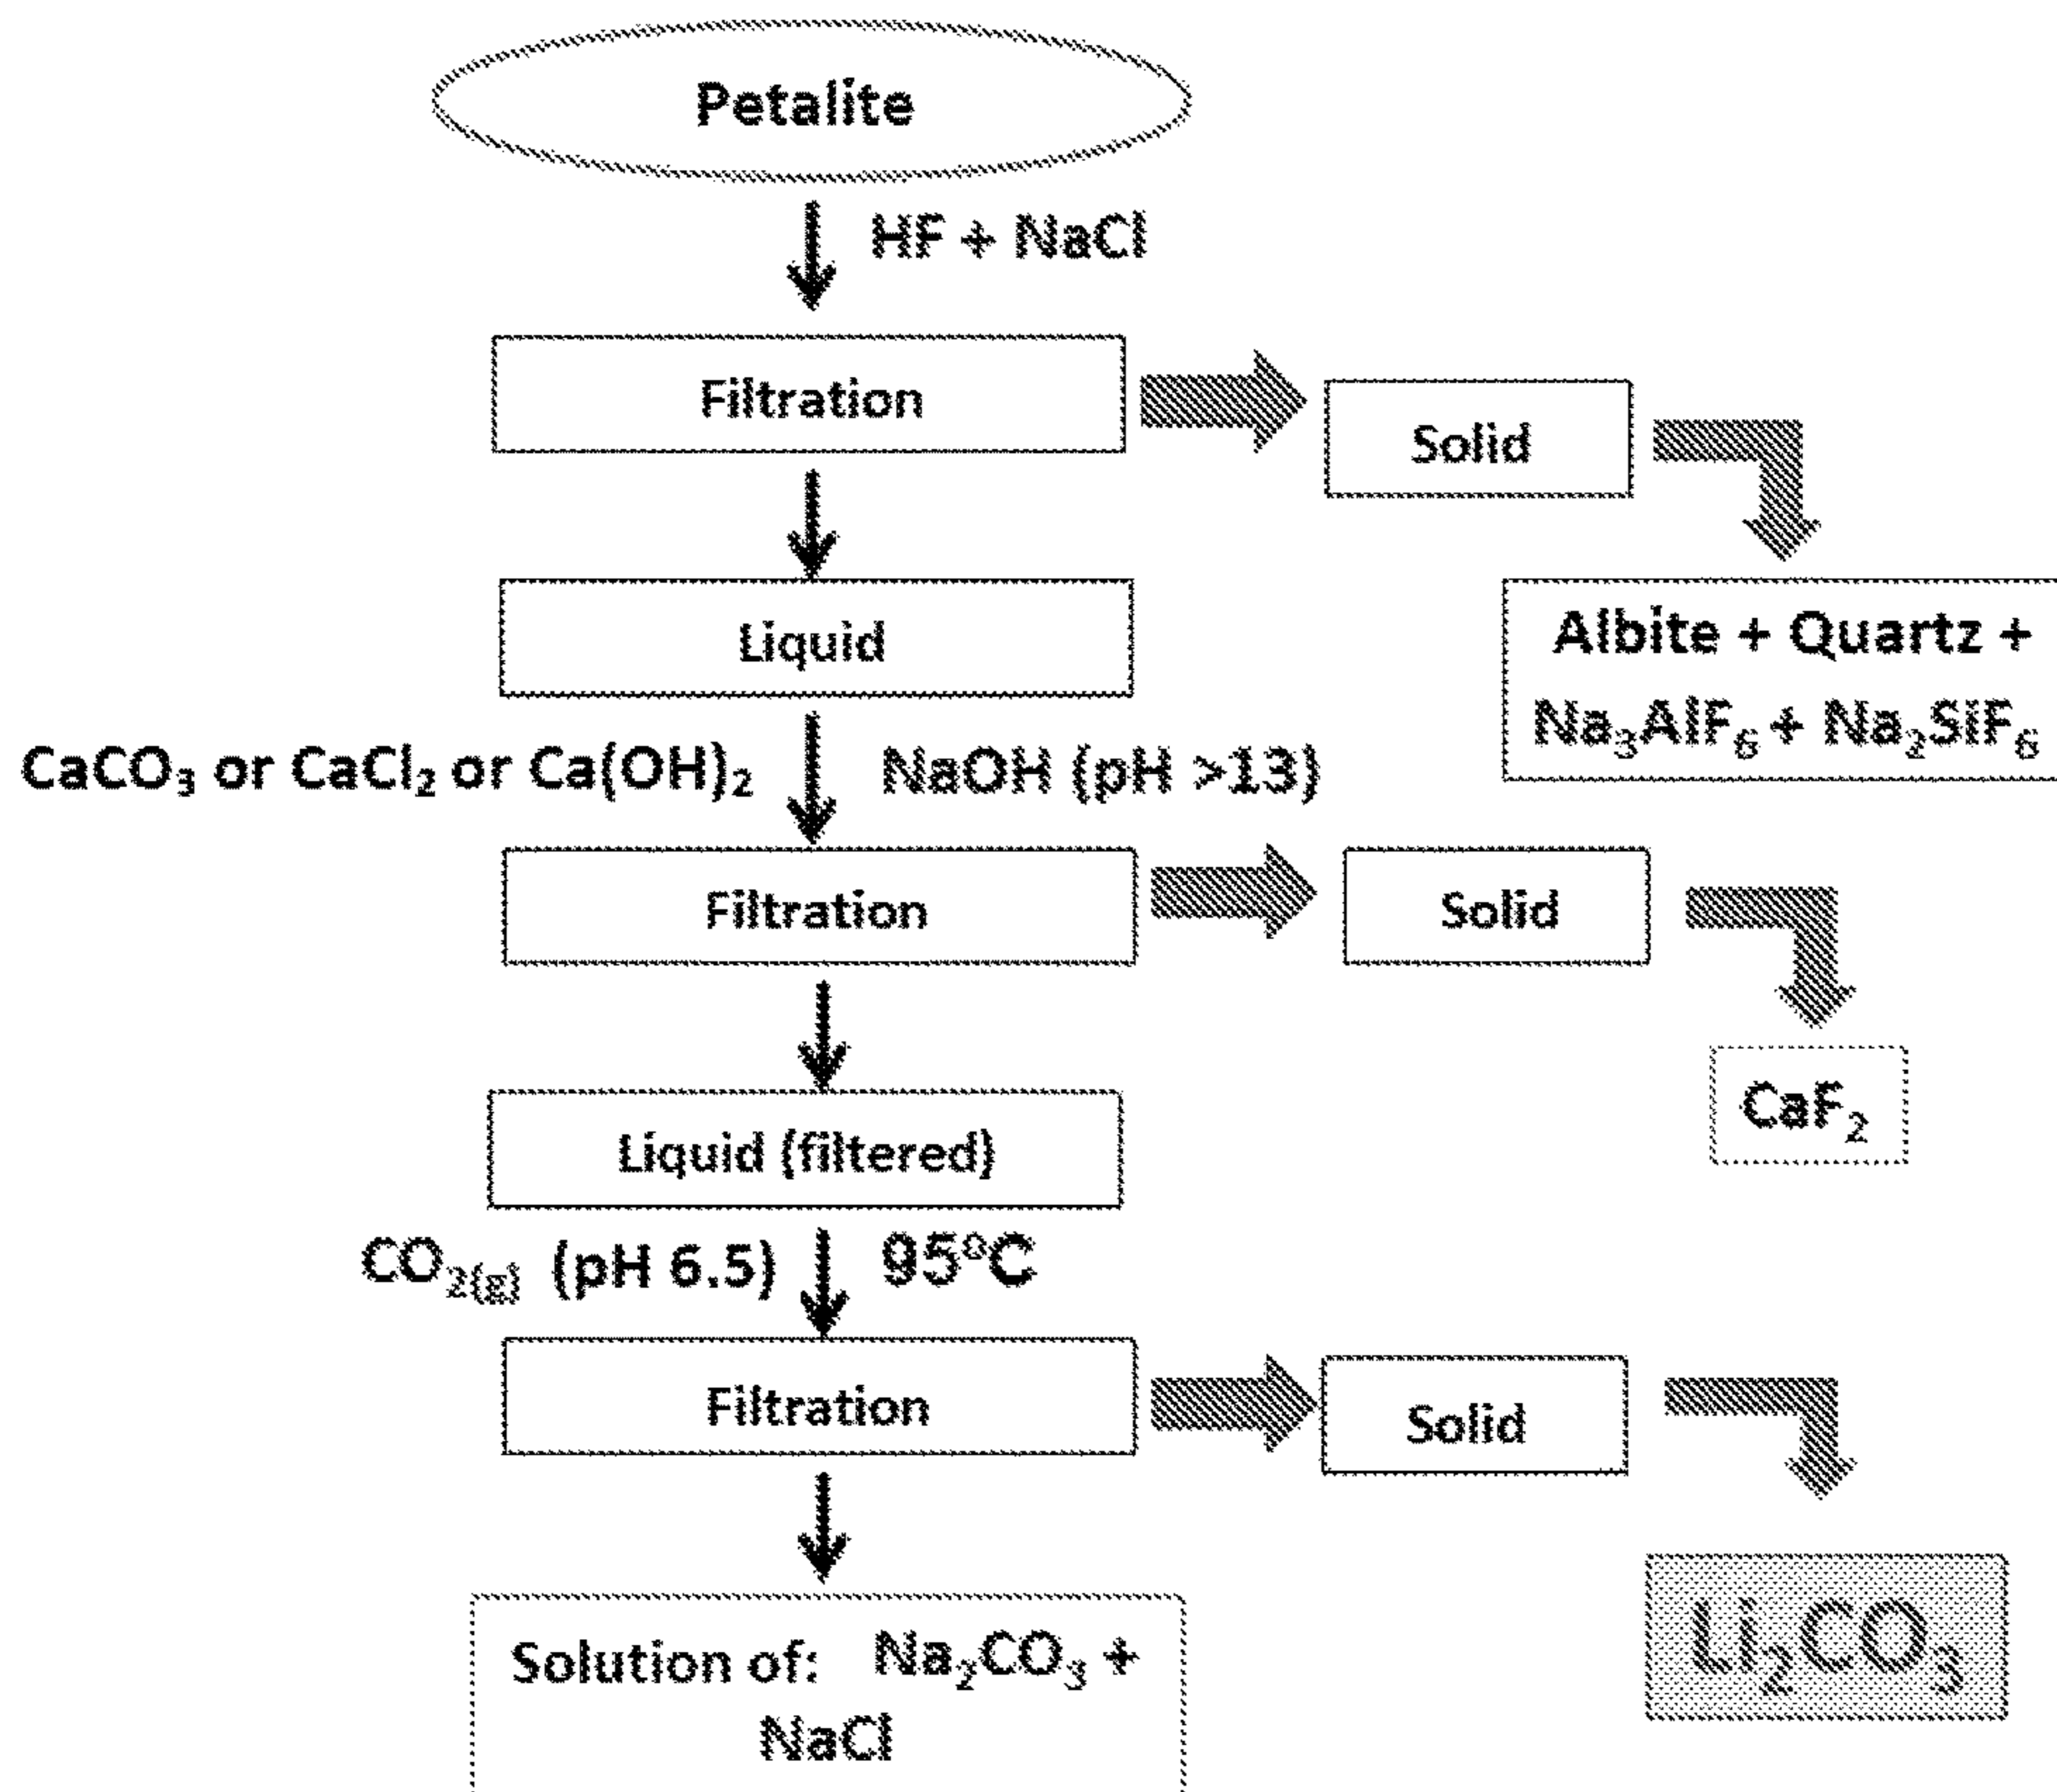 Petalite
HF + NaCl
Filtration
Solid
Liquid
Albite + Quartz +
Na₃AlF₆ + Na₂SiF₆
CaCO₃ or CaCl₂ or Ca(OH)₂
NaOH (pH >13)
Filtration
Solid
CaF₂
Liquid (filtered)
CO₂(g) (pH 6.5)
95°C
Filtration
Solid
Li₂CO₃
Solution of: Na₂CO₃ +
NaCl